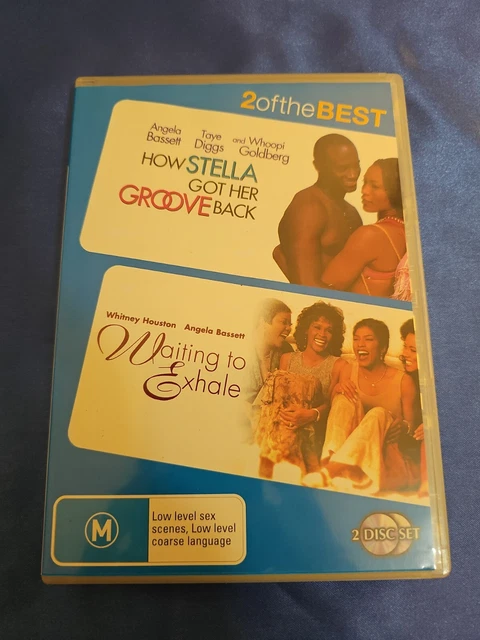 2oftheBEST
Angela Bassett Taye Diggs and Whoopi Goldberg
HOW STELLA
GOT HER
GROOVE BACK
Whitney Houston Angela Bassett
Waiting to
Exhale
M
Low level sex
scenes, Low level
coarse language
2 DISC SET